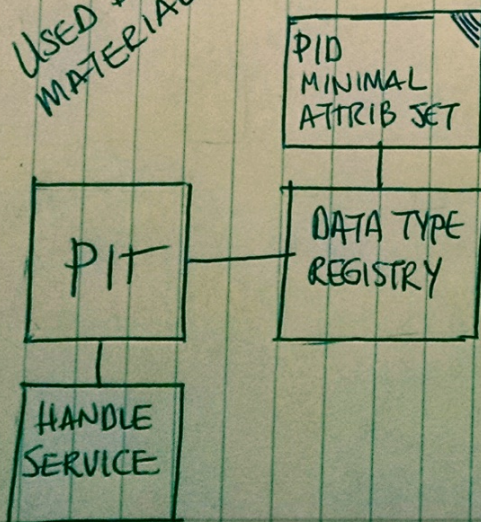 USED
MATERIA
PID
MINIMAL
ATTRIB SET
PIT
DATA TYPE
REGISTRY
HANDLE
SERVICE